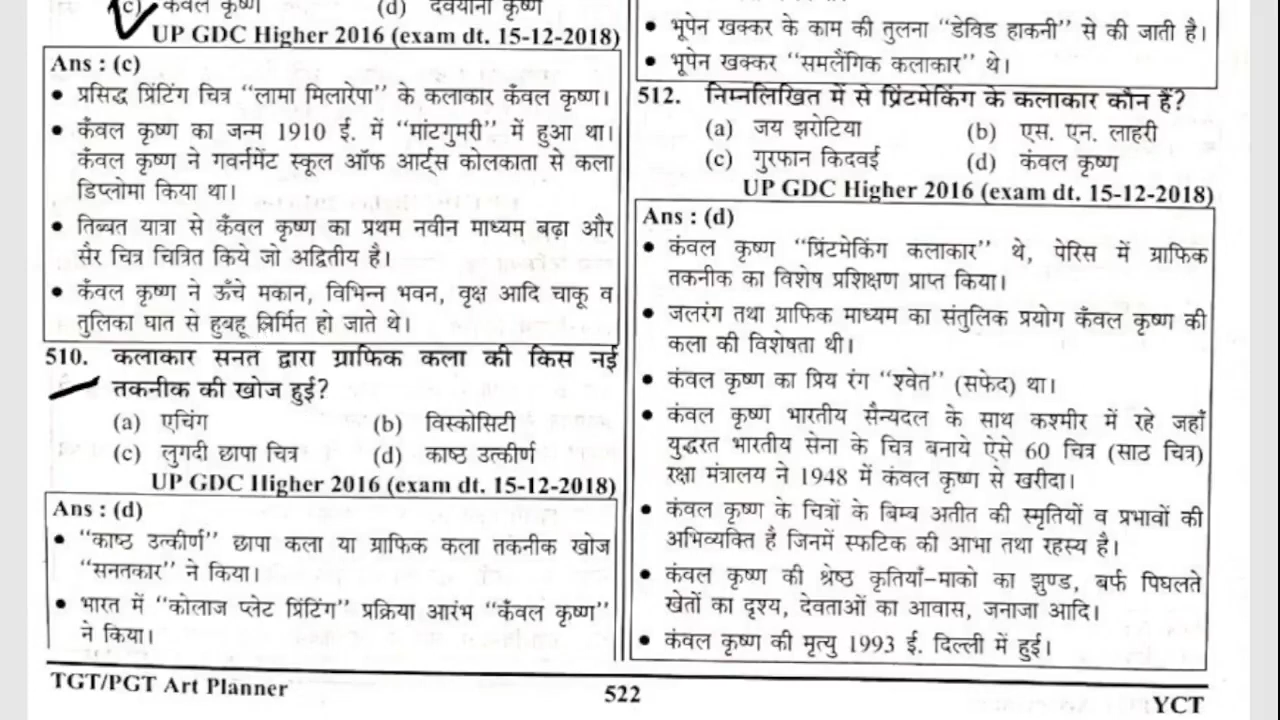 (c) कंवल कृष्ण (d) देवयानी कृष्ण
UP GDC Higher 2016 (exam dt. 15-12-2018)
Ans : (c)
• प्रसिद्ध प्रिंटिंग चित्र “लामा मिलारेपा” के कलाकार कँवल कृष्ण।
• कँवल कृष्ण का जन्म 1910 ई. में “मांटगुमरी” में हुआ था।
कँवल कृष्ण ने गवर्नमेंट स्कूल ऑफ आर्ट्स कोलकाता से कला
डिप्लोमा किया था।
• तिब्बत यात्रा से कँवल कृष्ण का प्रथम नवीन माध्यम बढ़ा और
सैर चित्र चित्रित किये जो अद्वितीय है।
• कँवल कृष्ण ने ऊँचे मकान, विभिन्न भवन, वृक्ष आदि चाकू व
तुलिका घात से हुबहू निर्मित हो जाते थे।
510. कलाकार सनत द्वारा ग्राफिक कला की किस नई
तकनीक की खोज हुई?
(a) एचिंग (b) विस्कोसिटी
(c) लुगदी छापा चित्र (d) काष्ठ उत्कीर्ण
UP GDC Higher 2016 (exam dt. 15-12-2018)
Ans : (d)
• “काष्ठ उत्कीर्ण” छापा कला या ग्राफिक कला तकनीक खोज
“सनतकार” ने किया।
• भारत में “कोलाज प्लेट प्रिंटिंग” प्रक्रिया आरंभ “कँवल कृष्ण”
ने किया।
• भूपेन खक्कर के काम की तुलना “डेविड हाकनी” से की जाती है।
• भूपेन खक्कर “समलैंगिक कलाकार” थे।
512. निम्नलिखित में से प्रिंटमेकिंग के कलाकार कौन हैं?
(a) जय झरोटिया (b) एस. एन. लाहरी
(c) गुरफान किदवई (d) कंवल कृष्ण
UP GDC Higher 2016 (exam dt. 15-12-2018)
Ans : (d)
• कंवल कृष्ण “प्रिंटमेकिंग कलाकार” थे, पेरिस में ग्राफिक
तकनीक का विशेष प्रशिक्षण प्राप्त किया।
• जलरंग तथा ग्राफिक माध्यम का संतुलिक प्रयोग कँवल कृष्ण की
कला की विशेषता थी।
• कंवल कृष्ण का प्रिय रंग “श्वेत” (सफेद) था।
• कंवल कृष्ण भारतीय सैन्यदल के साथ कश्मीर में रहे जहाँ
युद्धरत भारतीय सेना के चित्र बनाये ऐसे 60 चित्र (साठ चित्र)
रक्षा मंत्रालय ने 1948 में कंवल कृष्ण से खरीदा।
• कंवल कृष्ण के चित्रों के बिम्ब अतीत की स्मृतियों व प्रभावों की
अभिव्यक्ति है जिनमें स्फटिक की आभा तथा रहस्य है।
• कंवल कृष्ण की श्रेष्ठ कृतियाँ–माको का झुण्ड, बर्फ पिघलते
खेतों का दृश्य, देवताओं का आवास, जनाजा आदि।
• कंवल कृष्ण की मृत्यु 1993 ई. दिल्ली में हुई।
TGT/PGT Art Planner 522 YCT